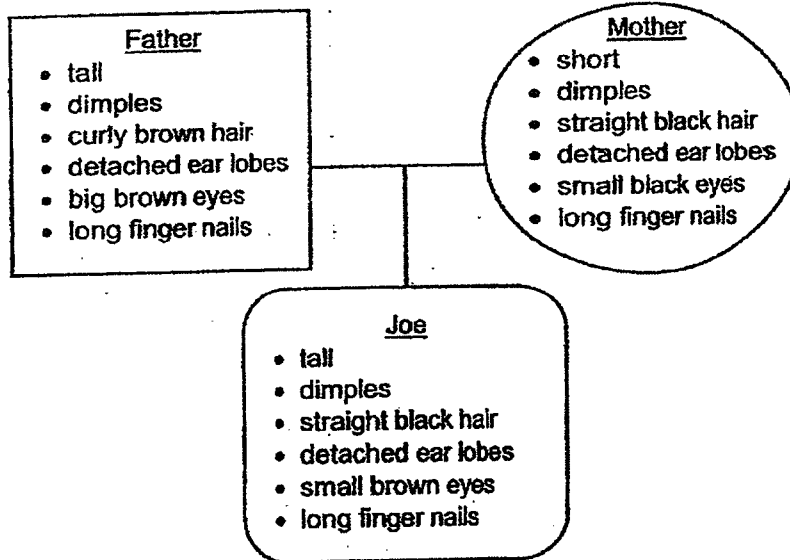 Father
• tall
• dimples
• curly brown hair
• detached ear lobes
• big brown eyes
• long finger nails
Mother
• short
• dimples
• straight black hair
• detached ear lobes
• small black eyes
• long finger nails
Joe
• tall
• dimples
• straight black hair
• detached ear lobes
• small brown eyes
• long finger nails